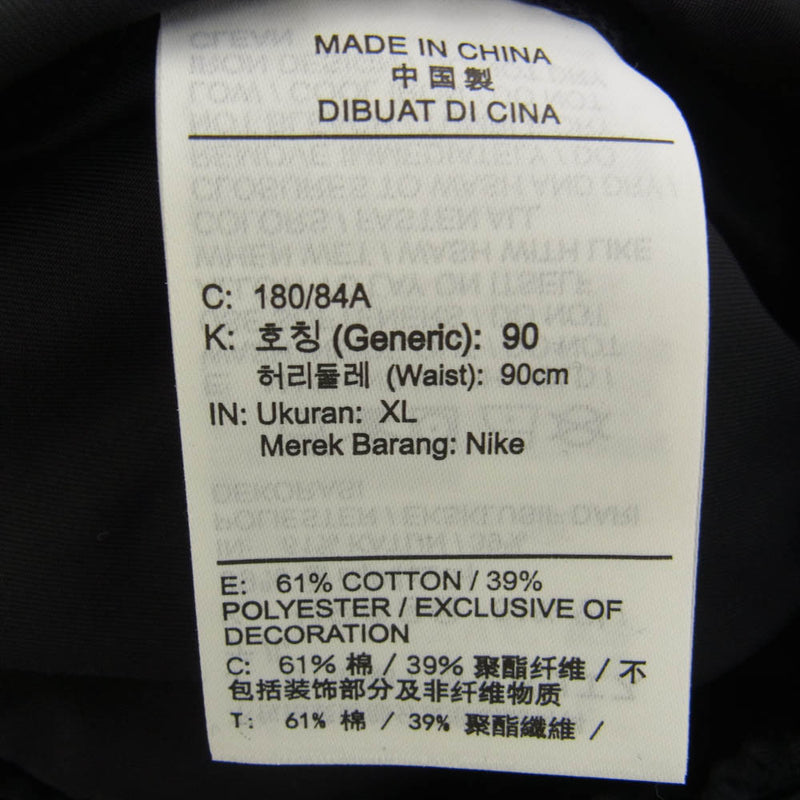 MADE IN CHINA
中国製
DIBUAT DI CINA
C: 180/84A
K: 호칭 (Generic): 90
허리둘레 (Waist): 90cm
IN: Ukuran: XL
Merek Barang: Nike
E: 61% COTTON / 39%
POLYESTER / EXCLUSIVE OF
DECORATION
C: 61% 棉 / 39% 聚酯纤维 / 不
包括装饰部分及非纤维物质
T: 61% 棉 / 39% 聚酯纖維 /